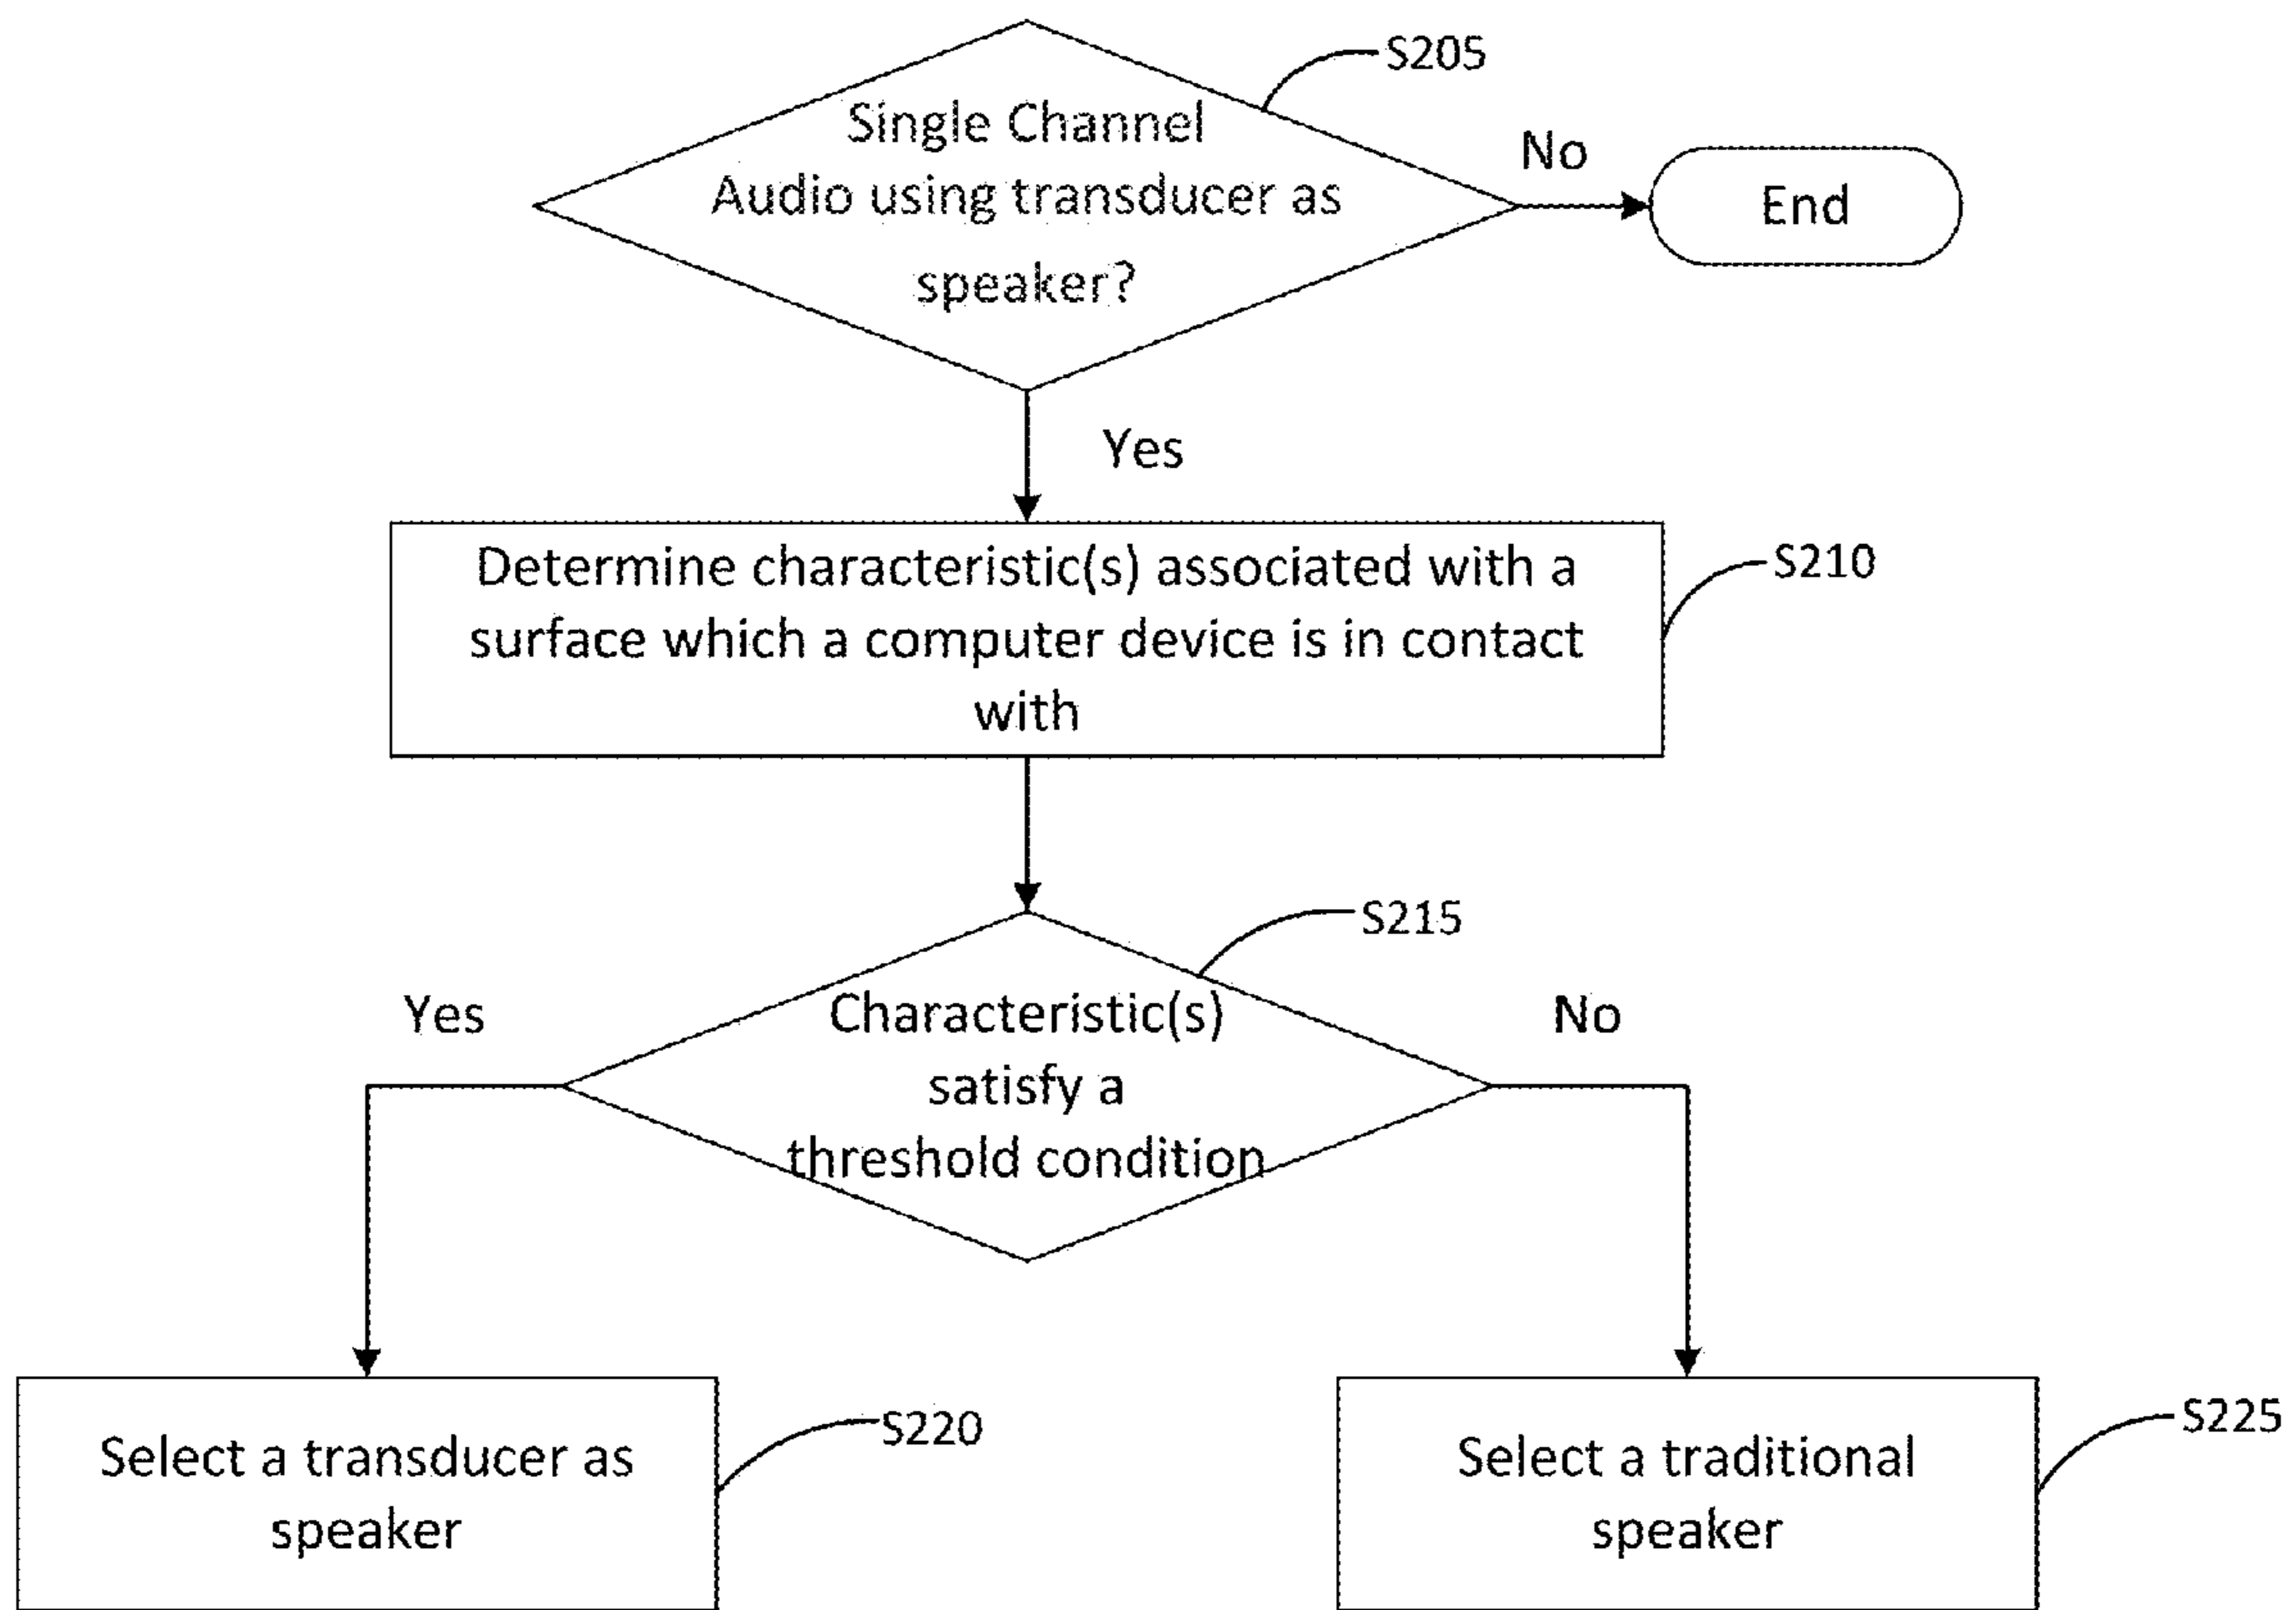 S205
Single Channel
Audio using transducer as
speaker?
No
End
Yes
Determine characteristic(s) associated with a
surface which a computer device is in contact
with
S210
S215
Yes
Characteristic(s)
satisfy a
threshold condition
No
Select a transducer as
speaker
S220
Select a traditional
speaker
S225